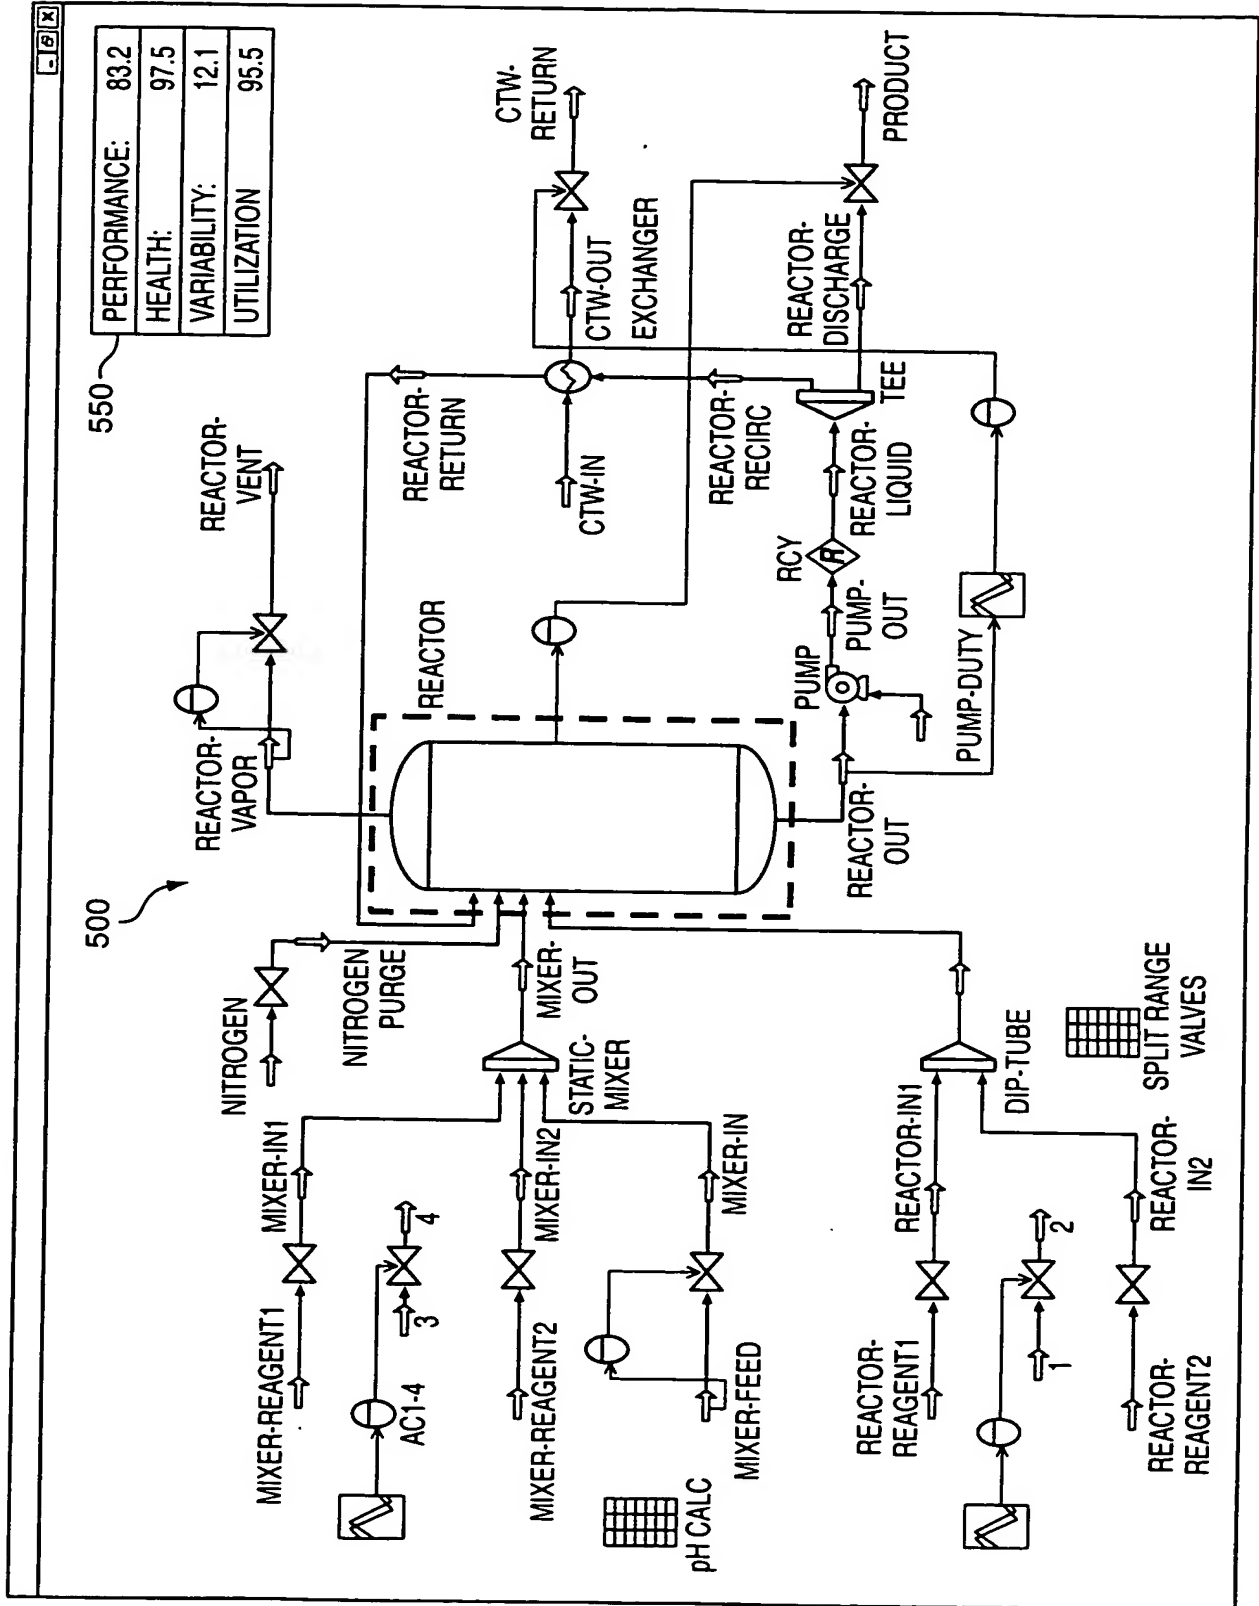 500
550
PERFORMANCE: 83.2
HEALTH: 97.5
VARIABILITY: 12.1
UTILIZATION 95.5
REACTOR-
VENT
REACTOR-
VAPOR
NITROGEN
NITROGEN
PURGE
MIXER-REAGENT1
MIXER-IN1
AC1-4
3
4
MIXER-REAGENT2
MIXER-IN2
STATIC-
MIXER
MIXER-
OUT
REACTOR
REACTOR-
RETURN
CTW-IN
CTW-OUT
CTW-
RETURN
EXCHANGER
pH CALC
MIXER-FEED
MIXER-IN
REACTOR-
RECIRC
RCY
R
PUMP
PUMP-
OUT
REACTOR-
LIQUID
TEE
REACTOR-
DISCHARGE
PRODUCT
REACTOR-
OUT
PUMP-DUTY
REACTOR-
REAGENT1
REACTOR-IN1
DIP-TUBE
1
2
REACTOR-
REAGENT2
REACTOR-
IN2
SPLIT RANGE
VALVES